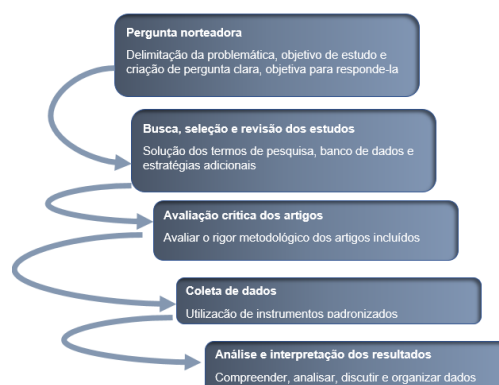 Pergunta norteadora
Delimitação da problemática, objetivo de estudo e
criação de pergunta clara, objetiva para responde-la
Busca, seleção e revisão dos estudos
Solução dos termos de pesquisa, banco de dados e
estratégias adicionais
Avaliação critica dos artigos
Avaliar o rigor metodológico dos artigos incluídos
Coleta de dados
Utilização de instrumentos padronizados
Análise e interpretação dos resultados
Compreender, analisar, discutir e organizar dados